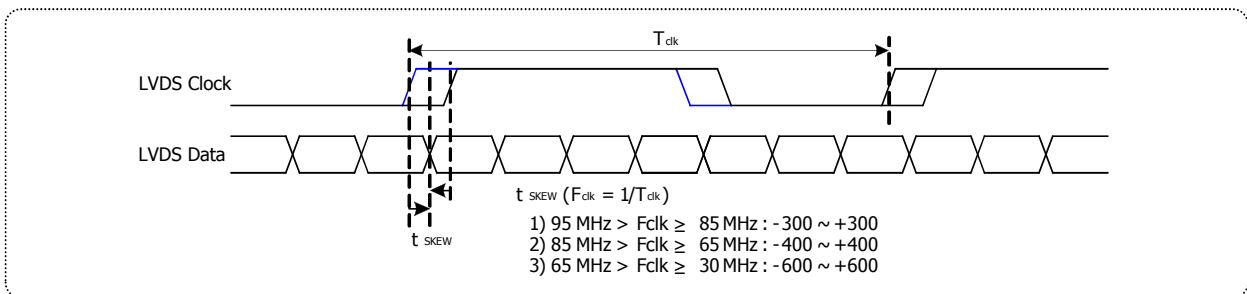 Tclk
LVDS Clock
LVDS Data
t SKEW (Fclk = 1/Tclk)
1) 95 MHz > Fclk ≥ 85 MHz : -300 ~ +300
t SKEW
2) 85 MHz > Fclk ≥ 65 MHz : -400 ~ +400
3) 65 MHz > Fclk ≥ 30 MHz : -600 ~ +600